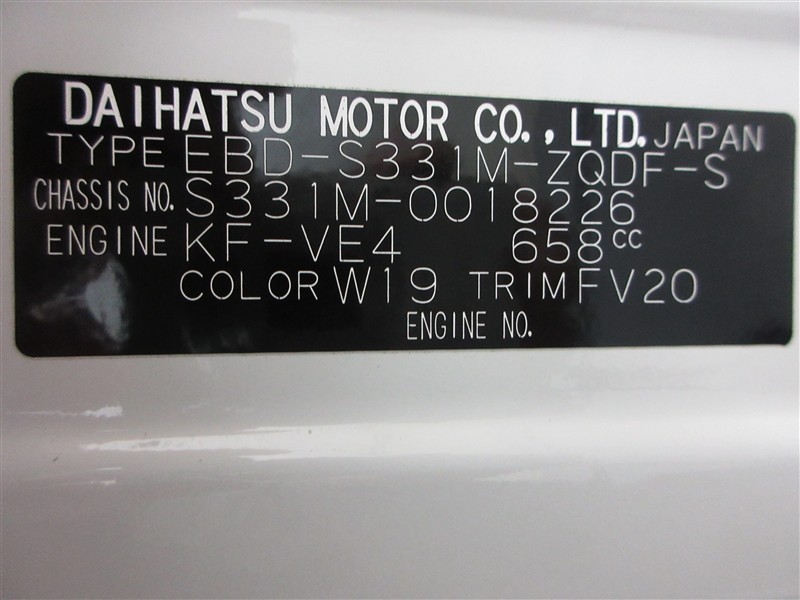 DAIHATSU MOTOR CO., LTD. JAPAN
TYPE EBD-S331M-ZQDF-S
CHASSIS NO. S331M-0018226
ENGINE KF-VE4 658cc
COLOR W19 TRIM FV20
ENGINE NO.